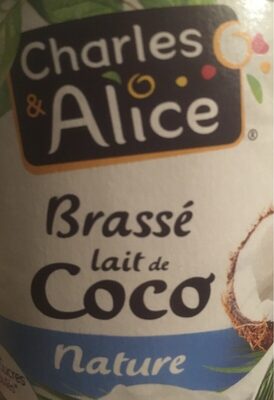 Charles
& Alice
®
Brassé
lait de
Coco
nature